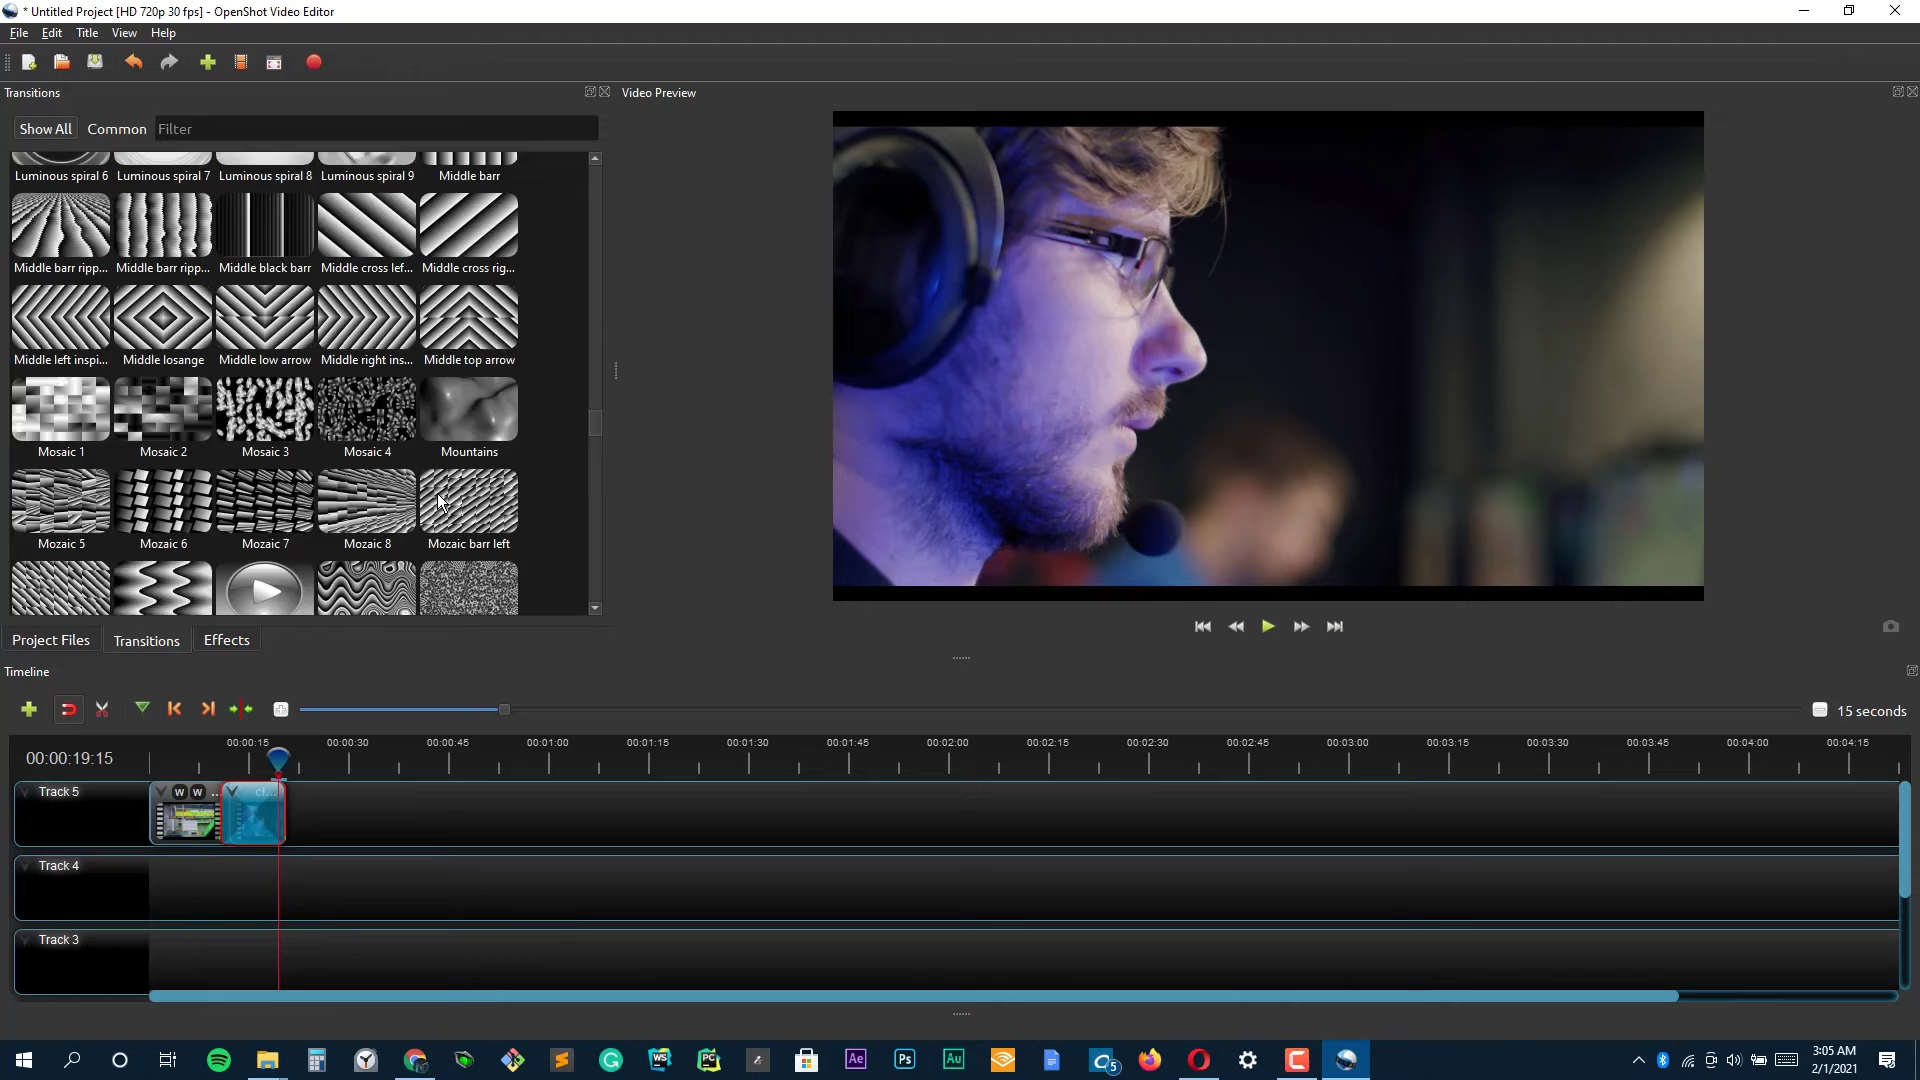 * Untitled Project [HD 720p 30 fps] - OpenShot Video Editor
File Edit Title View Help
Transitions
Video Preview
Show All Common Filter
Luminous spiral 6 Luminous spiral 7 Luminous spiral 8 Luminous spiral 9 Middle barr
Middle barr ripp... Middle barr ripp... Middle black barr Middle cross lef... Middle cross rig...
Middle left inspi... Middle losange Middle low arrow Middle right ins... Middle top arrow
Mosaic 1 Mosaic 2 Mosaic 3 Mosaic 4 Mountains
Mozaic 5 Mozaic 6 Mozaic 7 Mozaic 8 Mozaic barr left
Project Files Transitions Effects
Timeline
15 seconds
00:00:19:15
00:00:15 00:00:30 00:00:45 00:01:00 00:01:15 00:01:30 00:01:45 00:02:00 00:02:15 00:02:30 00:02:45 00:03:00 00:03:15 00:03:30 00:03:45 00:04:00 00:04:15
Track 5
W W ...
cl...
Track 4
Track 3
WS
PC
Ae
Ps
Au
5
3:05 AM
2/1/2021